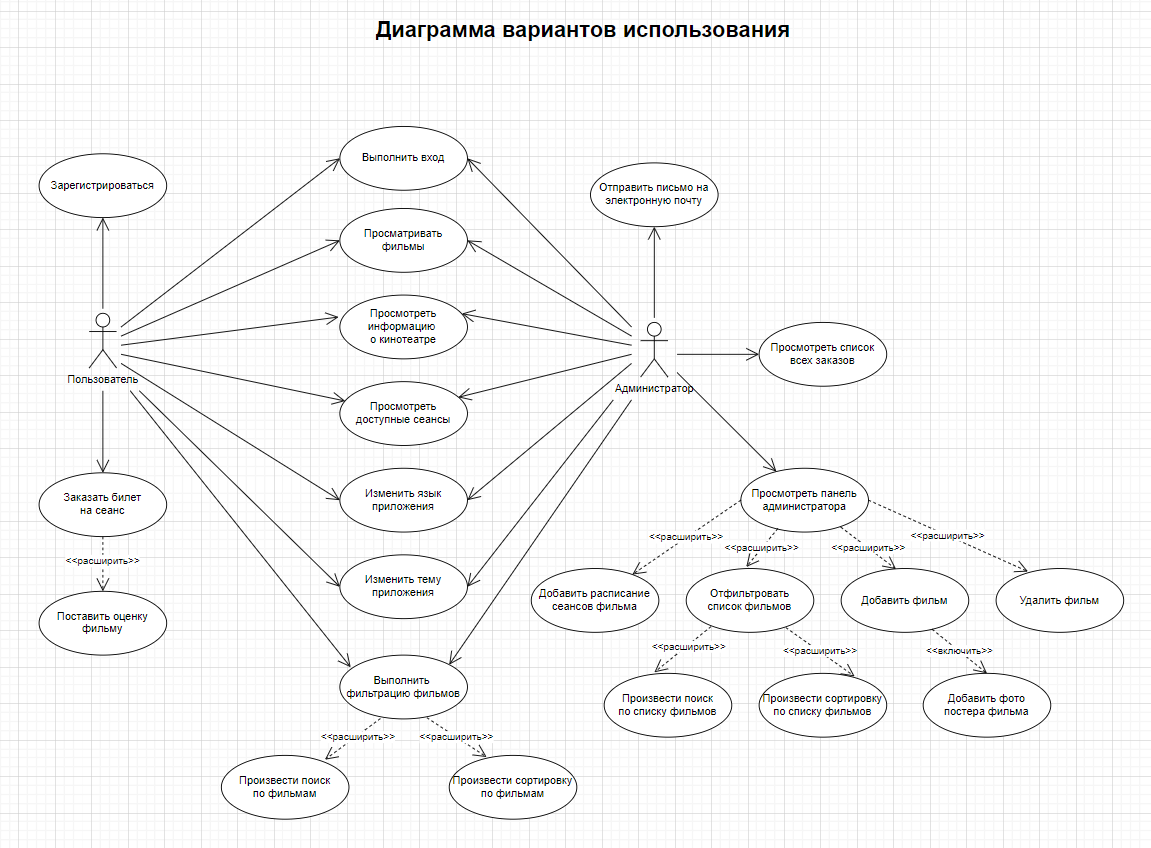 Диаграмма вариантов использования
Выполнить вход
Зарегистрироваться
Отправить письмо на
электронную почту
Просматривать
фильмы
Просмотреть
информацию
о кинотеатре
Просмотреть список
всех заказов
Пользователь
Администратор
Просмотреть
доступные сеансы
Заказать билет
на сеанс
Изменить язык
приложения
Просмотреть панель
администратора
<<расширить>>
<<расширить>>
<<расширить>>
<<расширить>>
<<расширить>>
Изменить тему
приложения
Добавить расписание
сеансов фильма
Отфильтровать
список фильмов
Добавить фильм
Удалить фильм
Поставить оценку
фильму
<<расширить>>
<<расширить>>
<<включить>>
Выполнить
фильтрацию фильмов
Произвести поиск
по списку фильмов
Произвести сортировку
по списку фильмов
Добавить фото
постера фильма
<<расширить>>
<<расширить>>
Произвести поиск
по фильмам
Произвести сортировку
по фильмам